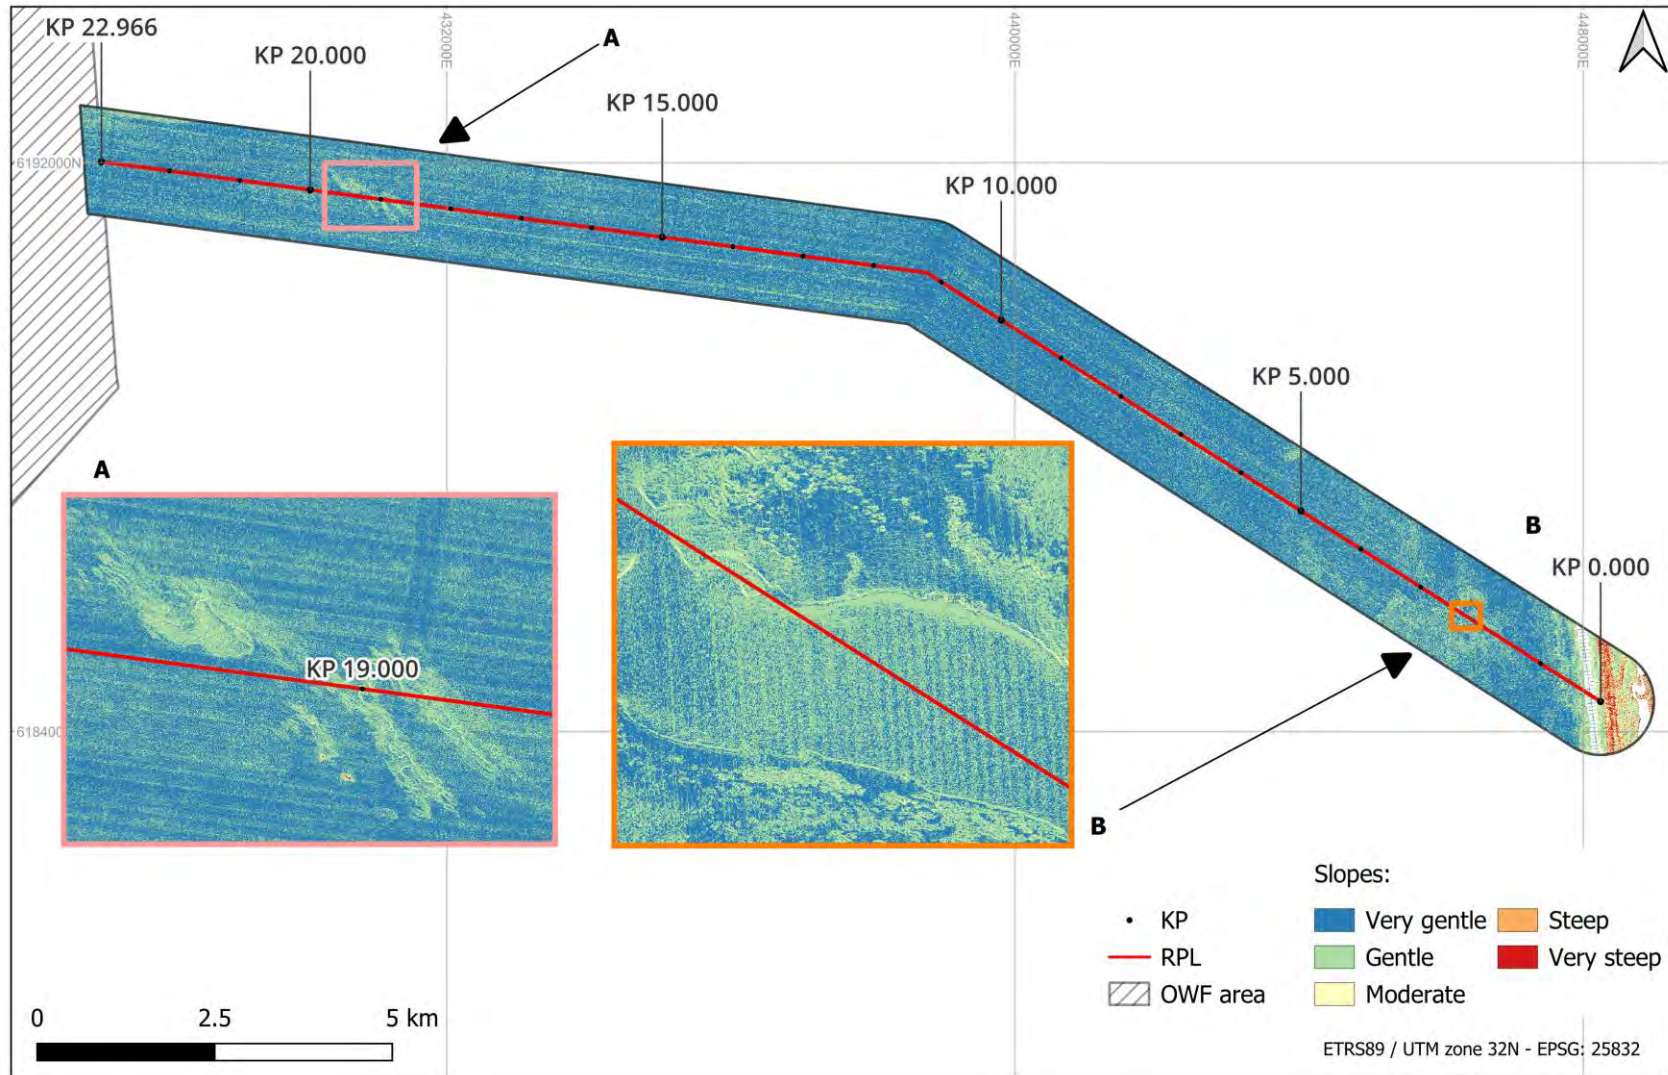 432000E
440000E
448000E
KP 22.966
KP 20.000
A
KP 15.000
6192000N
KP 10.000
KP 5.000
A
B
KP 0.000
KP 19.000
618400
B
Slopes:
KP
Very gentle
Steep
RPL
Gentle
Very steep
OWF area
Moderate
0
2.5
5 km
ETRS89 / UTM zone 32N - EPSG: 25832